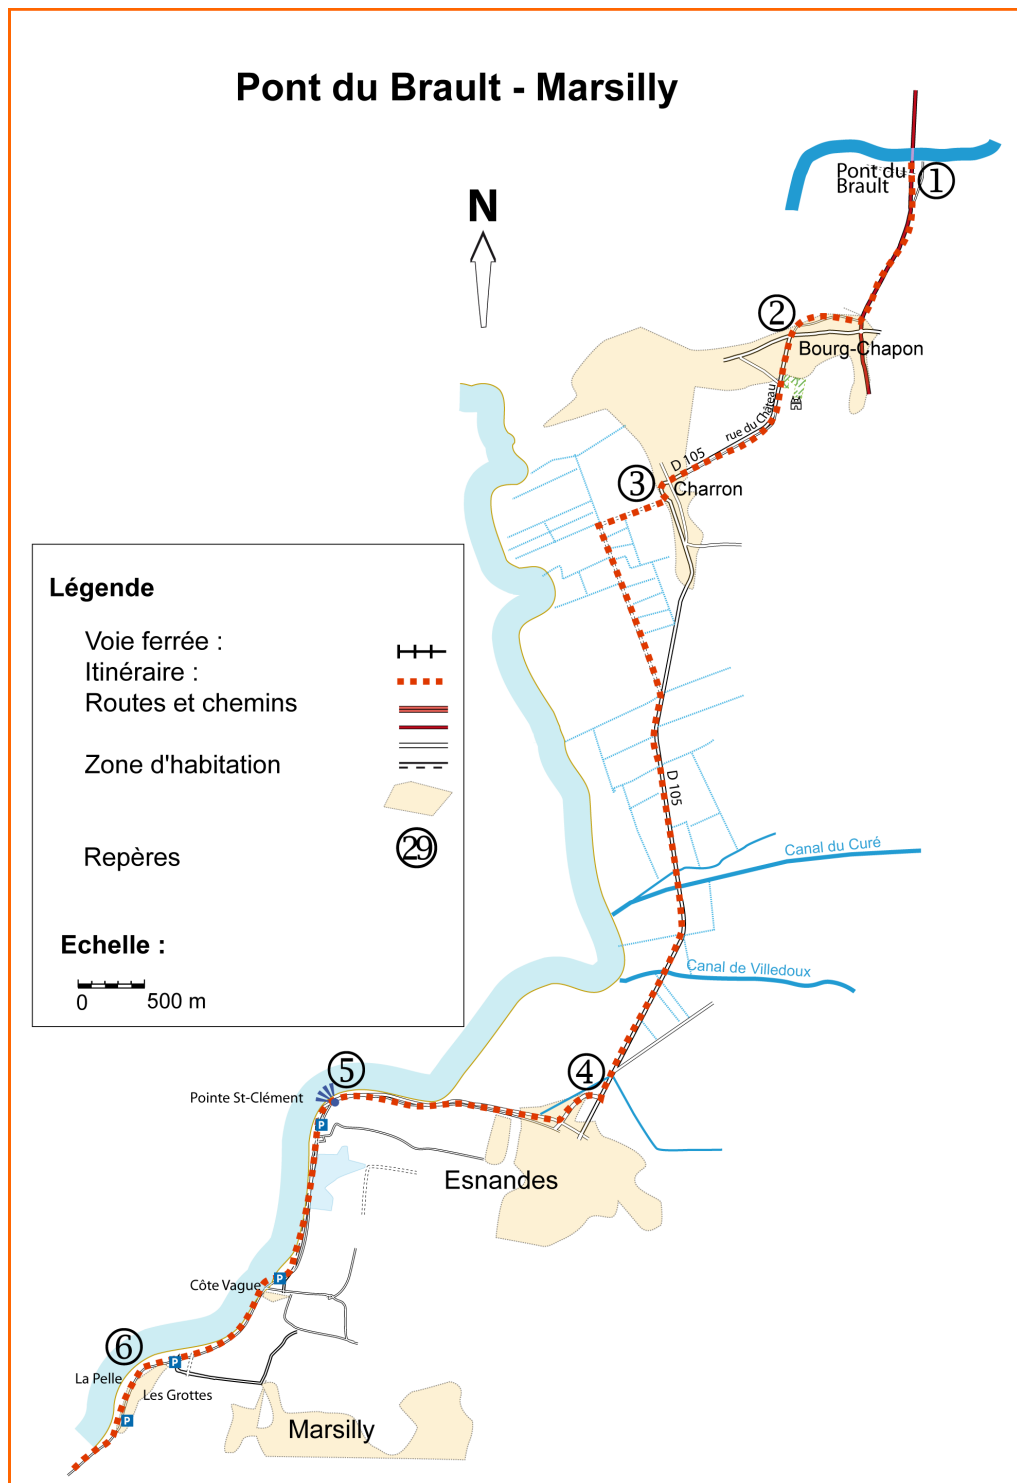 Pont du Brault - Marsilly
N
Pont du
Brault
1
2
Bourg-Chapon
rue du Château
D 105
3
Charron
Légende
Voie ferrée :
Itinéraire :
Routes et chemins
Zone d'habitation
29
Repères
Echelle :
0
500 m
D 105
Canal du Curé
Canal de Villedoux
4
5
Pointe St-Clément
P
Esnandes
Côte Vague
P
6
P
La Pelle
Les Grottes
P
Marsilly